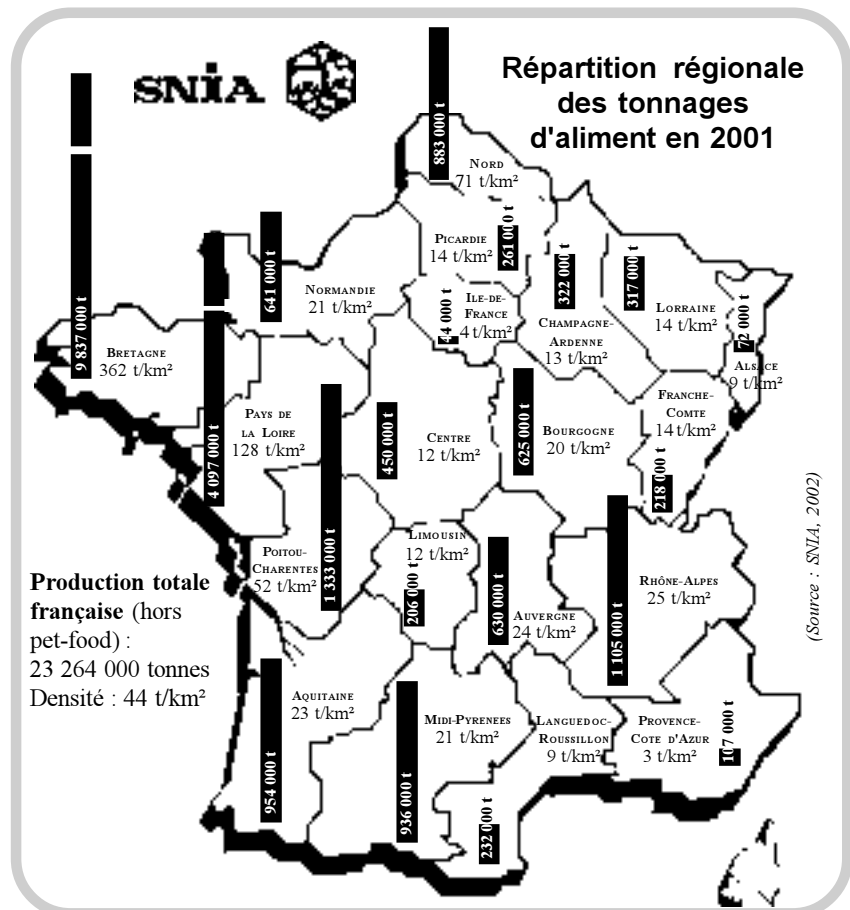 SNIA
Répartition régionale
des tonnages
d'aliment en 2001
883 000 t
NORD
71 t/km²
PICARDIE
14 t/km²
261 000 t
641 000 t
NORMANDIE
21 t/km²
44 000 t
ILE-DE-
FRANCE
4 t/km²
322 000 t
CHAMPAGNE-
ARDENNE
13 t/km²
317 000 t
LORRAINE
14 t/km²
72 000 t
ALSACE
9 t/km²
9 837 000 t
BRETAGNE
362 t/km²
4 097 000 t
PAYS DE
LA LOIRE
128 t/km²
450 000 t
CENTRE
12 t/km²
625 000 t
BOURGOGNE
20 t/km²
FRANCHE-
COMTE
14 t/km²
218 000 t
POITOU-
CHARENTES
52 t/km²
1 333 000 t
LIMOUSIN
12 t/km²
206 000 t
630 000 t
AUVERGNE
24 t/km²
1 105 000 t
RHÔNE-ALPES
25 t/km²
Production totale
française (hors
pet-food) :
23 264 000 tonnes
Densité : 44 t/km²
AQUITAINE
23 t/km²
954 000 t
MIDI-PYRENEES
21 t/km²
936 000 t
LANGUEDOC-
ROUSSILLON
9 t/km²
232 000 t
PROVENCE-
COTE D'AZUR
3 t/km²
107 000 t
(Source : SNIA, 2002)